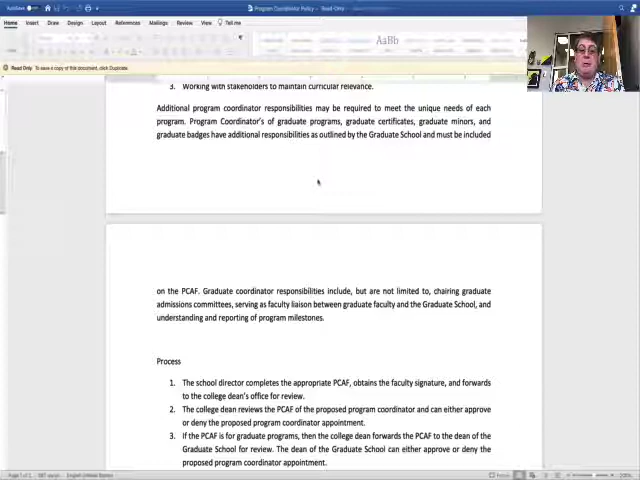 AutoSave
Program Coordinator Policy - Read-Only
Home Insert Draw Design Layout References Mailings Review View Tell me
AaBb
Read Only To save a copy of this document, click Duplicate.
3. Working with stakeholders to maintain curricular relevance.
Additional program coordinator responsibilities may be required to meet the unique needs of each
program. Program Coordinator's of graduate programs, graduate certificates, graduate minors, and
graduate badges have additional responsibilities as outlined by the Graduate School and must be included
on the PCAF. Graduate coordinator responsibilities include, but are not limited to, chairing graduate
admissions committees, serving as faculty liaison between graduate faculty and the Graduate School, and
understanding and reporting of program milestones.
Process
1. The school director completes the appropriate PCAF, obtains the faculty signature, and forwards
to the college dean's office for review.
2. The college dean reviews the PCAF of the proposed program coordinator and can either approve
or deny the proposed program coordinator appointment.
3. If the PCAF is for graduate programs, then the college dean forwards the PCAF to the dean of the
Graduate School for review. The dean of the Graduate School can either approve or deny the
proposed program coordinator appointment.